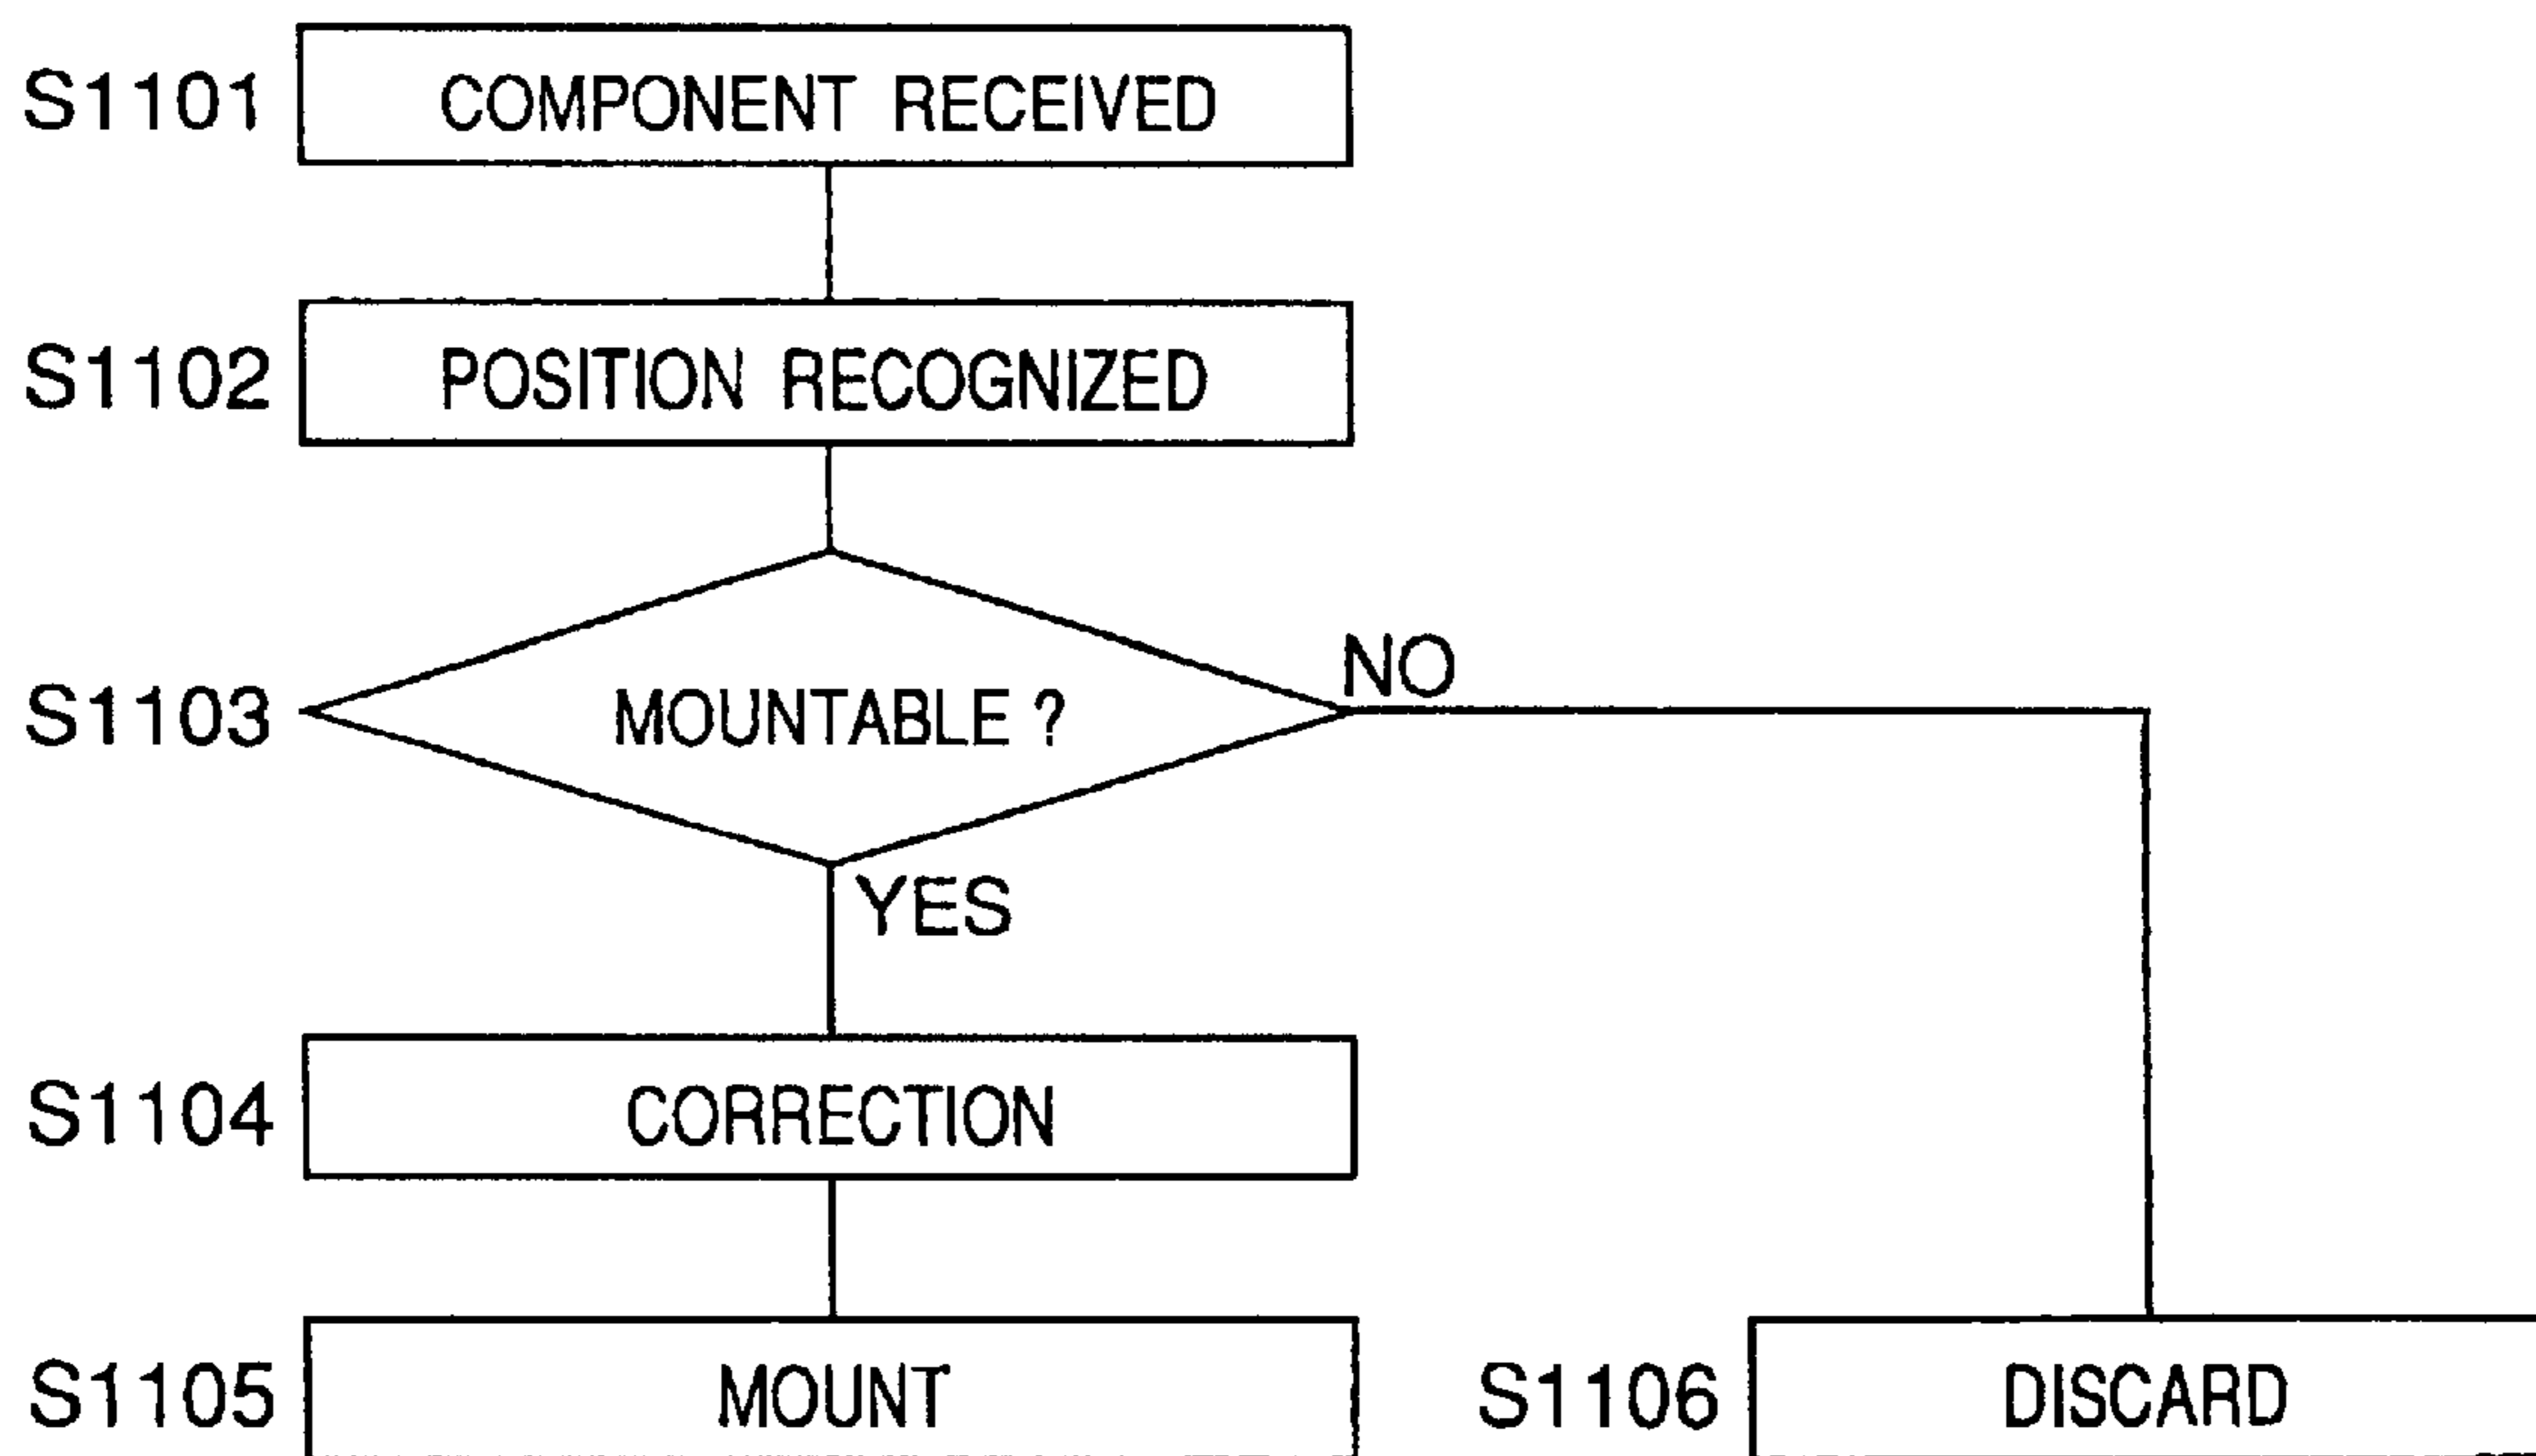 S1101 COMPONENT RECEIVED
S1102 POSITION RECOGNIZED
S1103 MOUNTABLE ? NO
YES
S1104 CORRECTION
S1105 MOUNT S1106 DISCARD